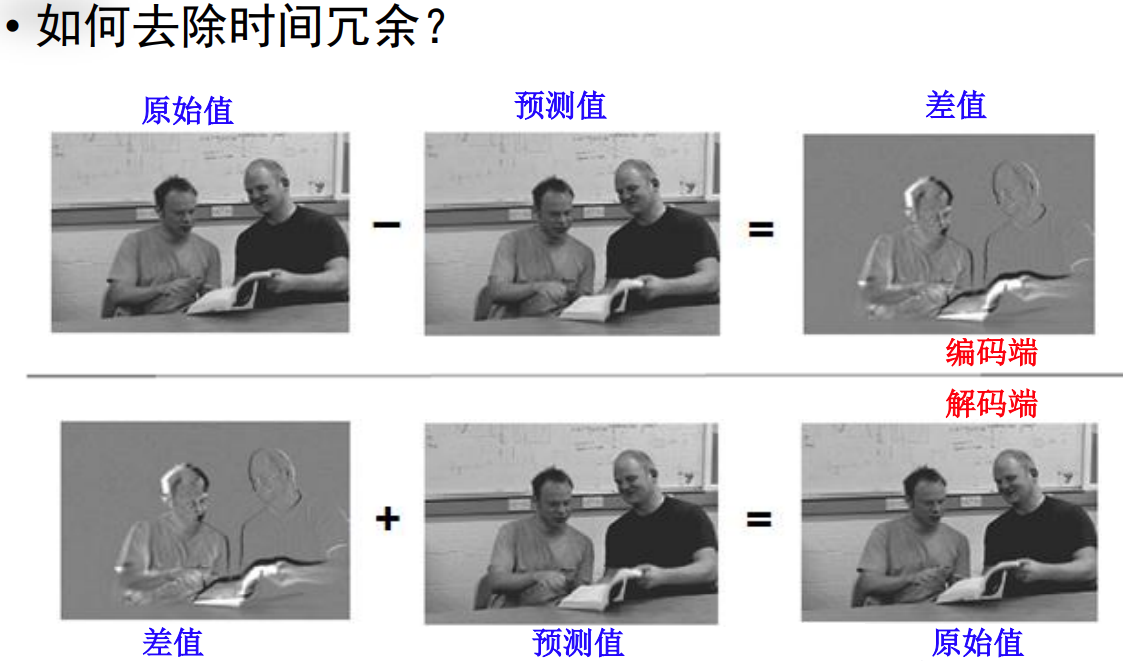 • 如何去除时间冗余？
原始值 预测值 差值
− =
编码端
解码端
+ =
差值 预测值 原始值